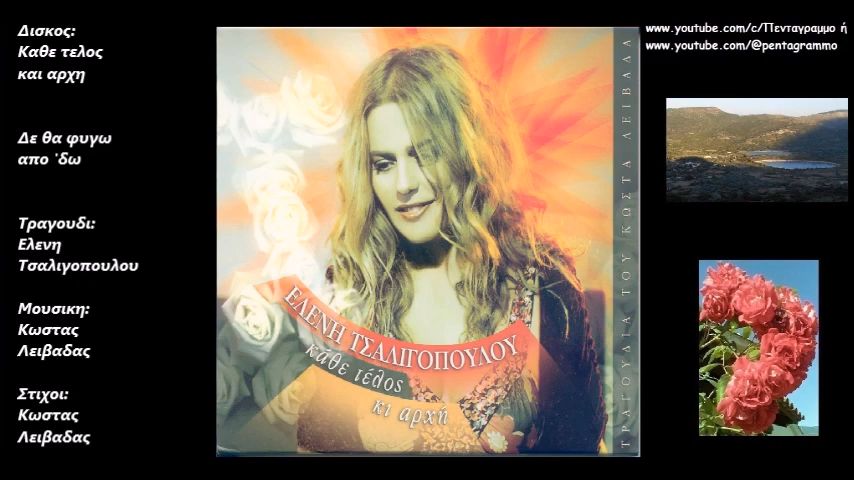 Δισκος:
Καθε τελος
και αρχη
Δε θα φυγω
απο 'δω
Τραγουδι:
Ελενη
Τσαλιγοπουλου
Μουσικη:
Κωστας
Λειβαδας
Στιχοι:
Κωστας
Λειβαδας
ΕΛΕΝΗ ΤΣΑΛΙΓΟΠΟΥΛΟΥ
κάθε τέλος
κι αρχή
ΤΡΑΓΟΥΔΙΑ ΤΟΥ ΚΩΣΤΑ ΛΕΙΒΑΔΑ
www.youtube.com/c/Πενταγραμμο ή
www.youtube.com/@pentagrammo